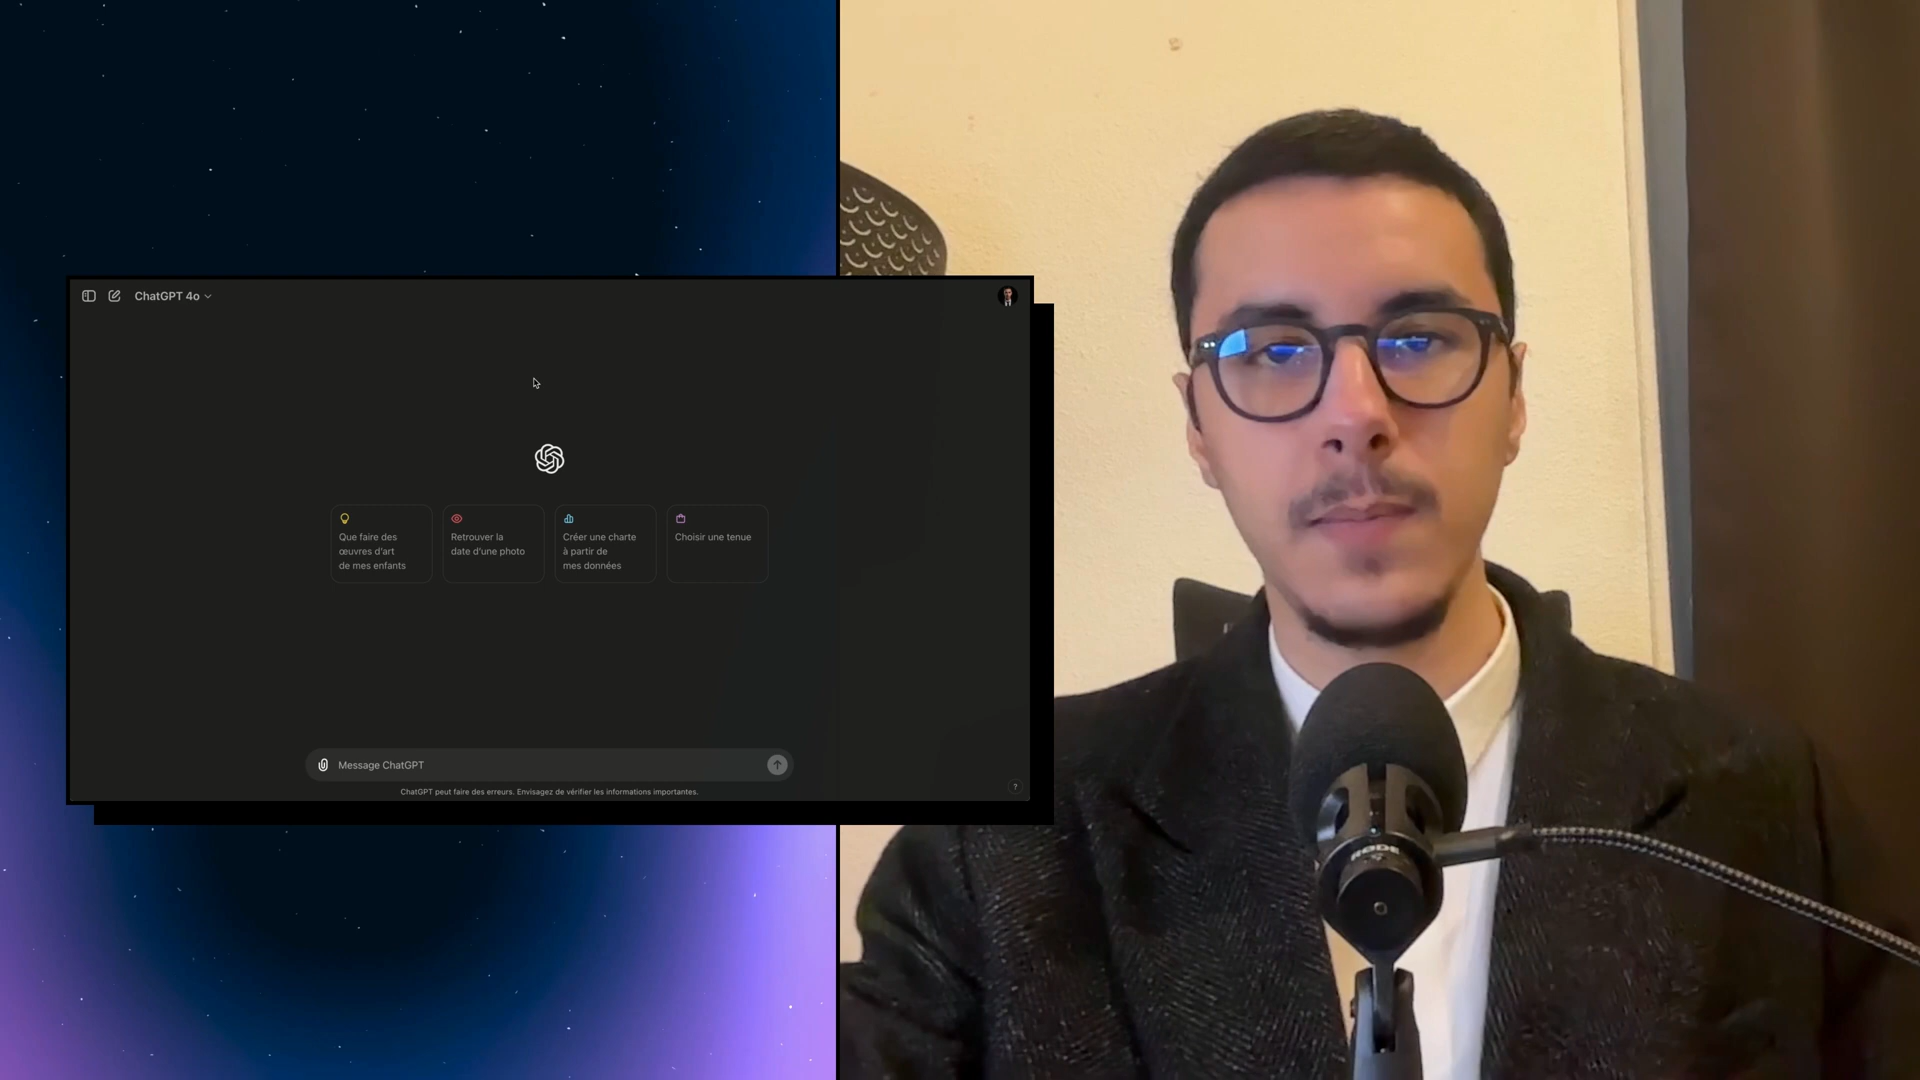 ChatGPT 4o
Que faire des
œuvres d'art
de mes enfants
Retrouver la
date d'une photo
Créer une charte
à partir de
mes données
Choisir une tenue
Message ChatGPT
ChatGPT peut faire des erreurs. Envisagez de vérifier les informations importantes.
?
RØDE